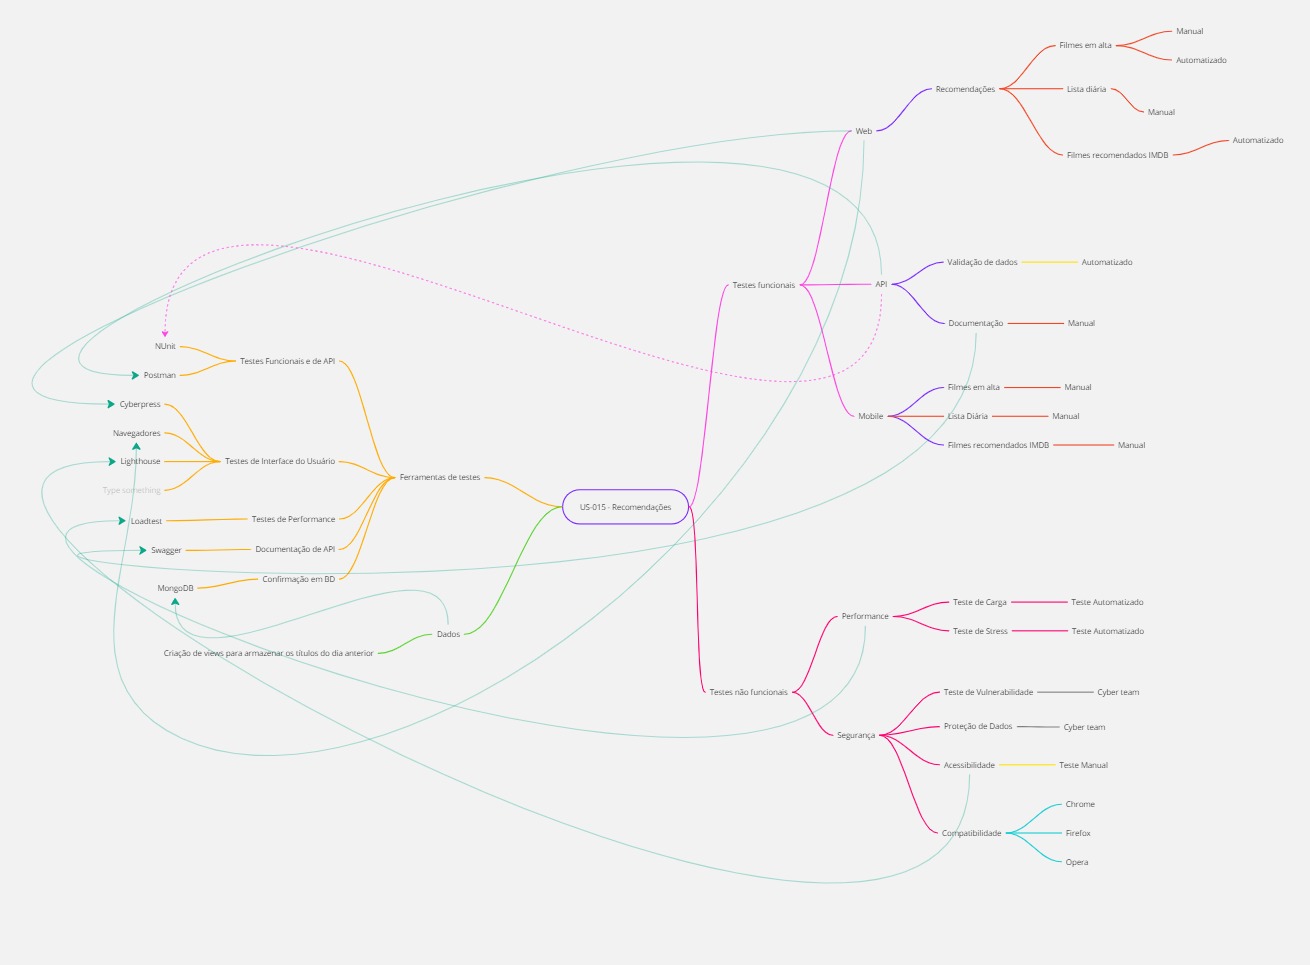 US-015 - Recomendações
Testes funcionais
Web
Recomendações
Filmes em alta
Manual
Automatizado
Lista diária
Manual
Filmes recomendados IMDB
Automatizado
API
Validação de dados
Automatizado
Documentação
Manual
Mobile
Filmes em alta
Manual
Lista Diária
Manual
Filmes recomendados IMDB
Manual
Testes não funcionais
Performance
Teste de Carga
Teste Automatizado
Teste de Stress
Teste Automatizado
Segurança
Teste de Vulnerabilidade
Cyber team
Proteção de Dados
Cyber team
Acessibilidade
Teste Manual
Compatibilidade
Chrome
Firefox
Opera
Ferramentas de testes
Testes Funcionais e de API
NUnit
Postman
Testes de Interface do Usuário
Cyberpress
Navegadores
Lighthouse
Type something
Testes de Performance
Loadtest
Documentação de API
Swagger
Confirmação em BD
MongoDB
Dados
Criação de views para armazenar os títulos do dia anterior